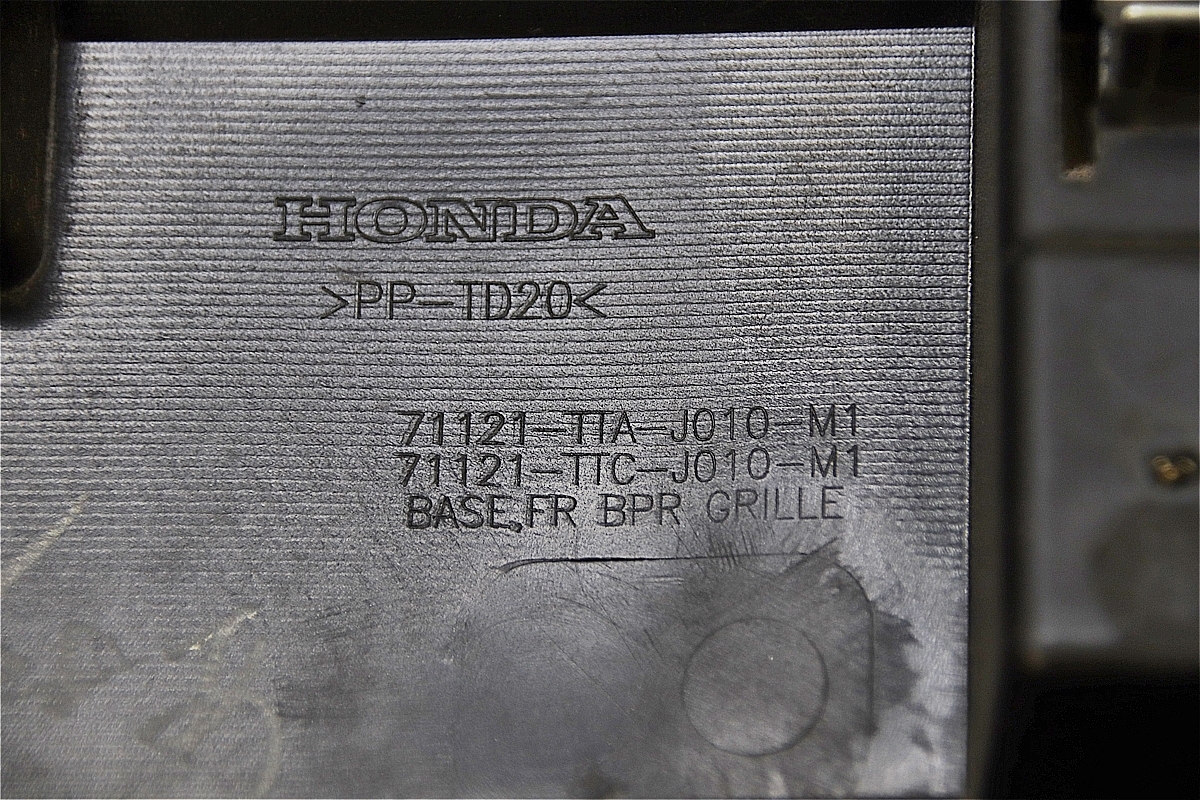 HONDA
>PP-TD20<
71121-TTA-J010-M1
71121-TTC-J010-M1
BASE,FR BPR GRILLE